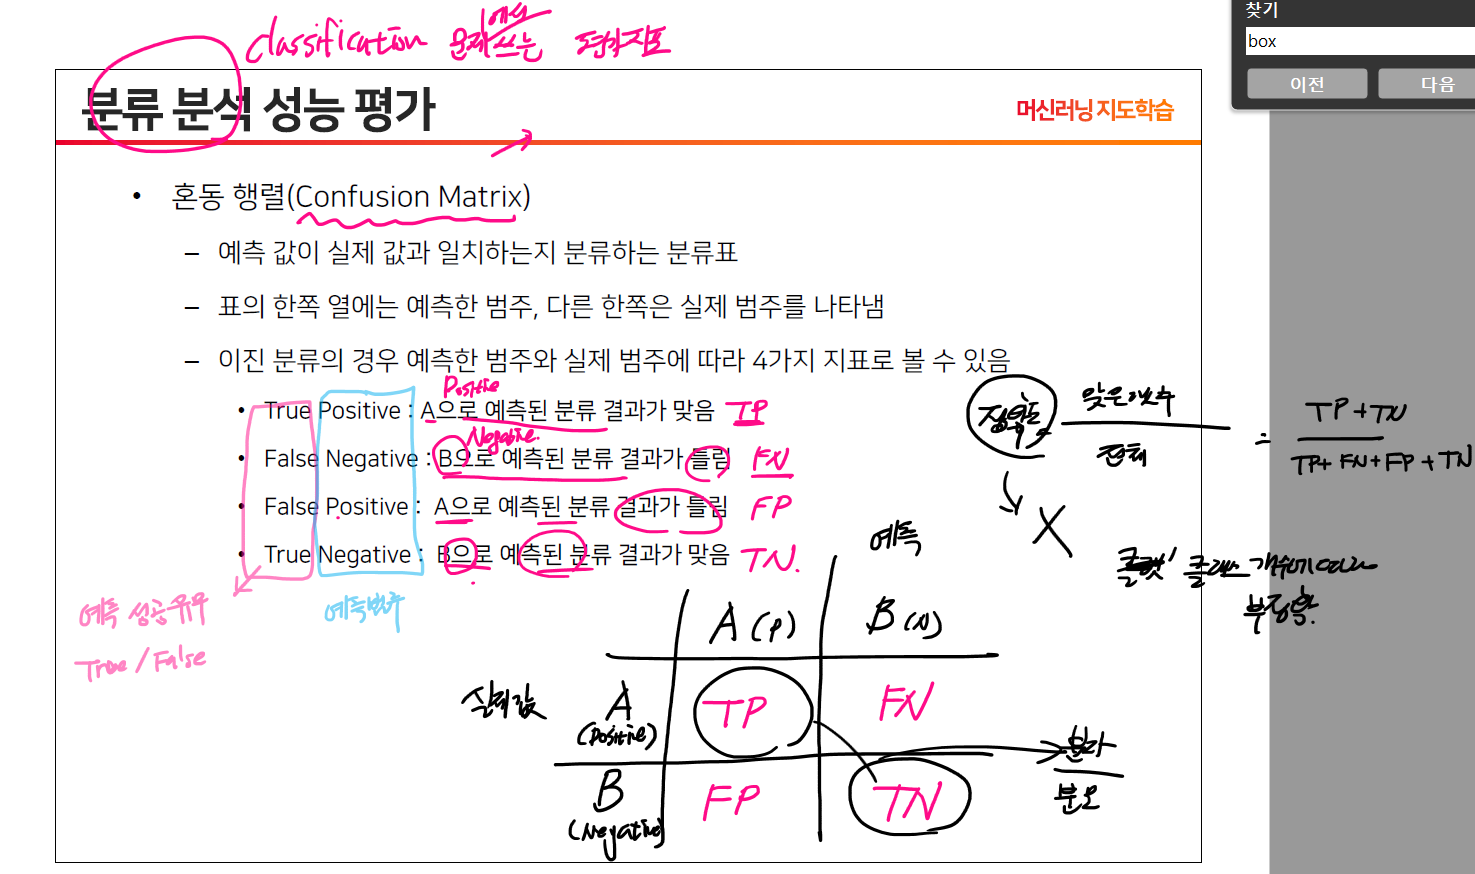 찾기
box
이전 다음
classification 문제에서 쓰는 평가지표
분류 분석 성능 평가
머신러닝 지도학습
• 혼동 행렬(Confusion Matrix)
– 예측 값이 실제 값과 일치하는지 분류하는 분류표
– 표의 한쪽 열에는 예측한 범주, 다른 한쪽은 실제 범주를 나타냄
– 이진 분류의 경우 예측한 범주와 실제 범주에 따라 4가지 지표로 볼 수 있음
Positive
• True Positive : A으로 예측된 분류 결과가 맞음 TP
Negative
• False Negative : B으로 예측된 분류 결과가 틀림 FN
• False Positive : A으로 예측된 분류 결과가 틀림 FP
• True Negative : B으로 예측된 분류 결과가 맞음 TN.
예측 성공유무
True / False
예측범주
정확도 맞은 개수
전체
= TP + TN
TP + FN + FP + TN
X
클래스 개수에 따라
부정확.
예측
A (P) B (N)
실제값 A TP FN
(Positive)
B FP TN
(Negative)
분자
분모